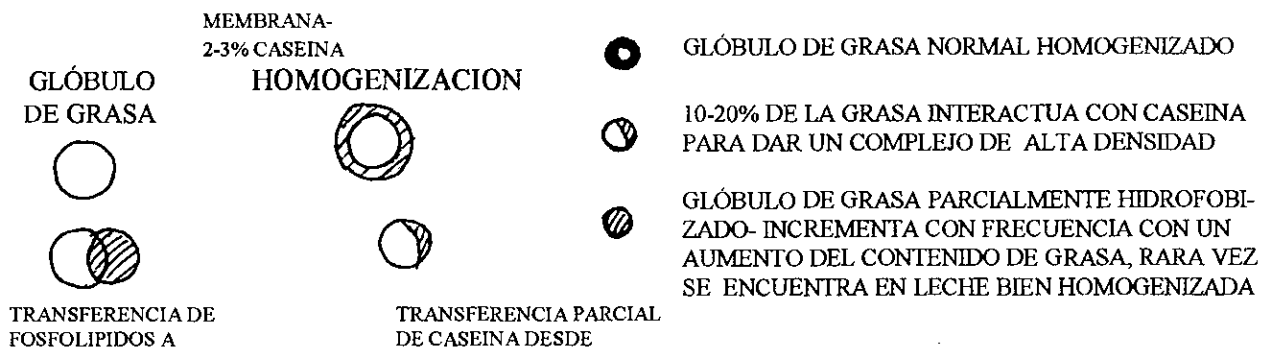 MEMBRANA-
2-3% CASEINA
GLÓBULO
DE GRASA
HOMOGENIZACION
GLÓBULO DE GRASA NORMAL HOMOGENIZADO
10-20% DE LA GRASA INTERACTUA CON CASEINA
PARA DAR UN COMPLEJO DE ALTA DENSIDAD
GLÓBULO DE GRASA PARCIALMENTE HIDROFOBI-
ZADO- INCREMENTA CON FRECUENCIA CON UN
AUMENTO DEL CONTENIDO DE GRASA, RARA VEZ
SE ENCUENTRA EN LECHE BIEN HOMOGENIZADA
TRANSFERENCIA DE
FOSFOLIPIDOS A
TRANSFERENCIA PARCIAL
DE CASEINA DESDE